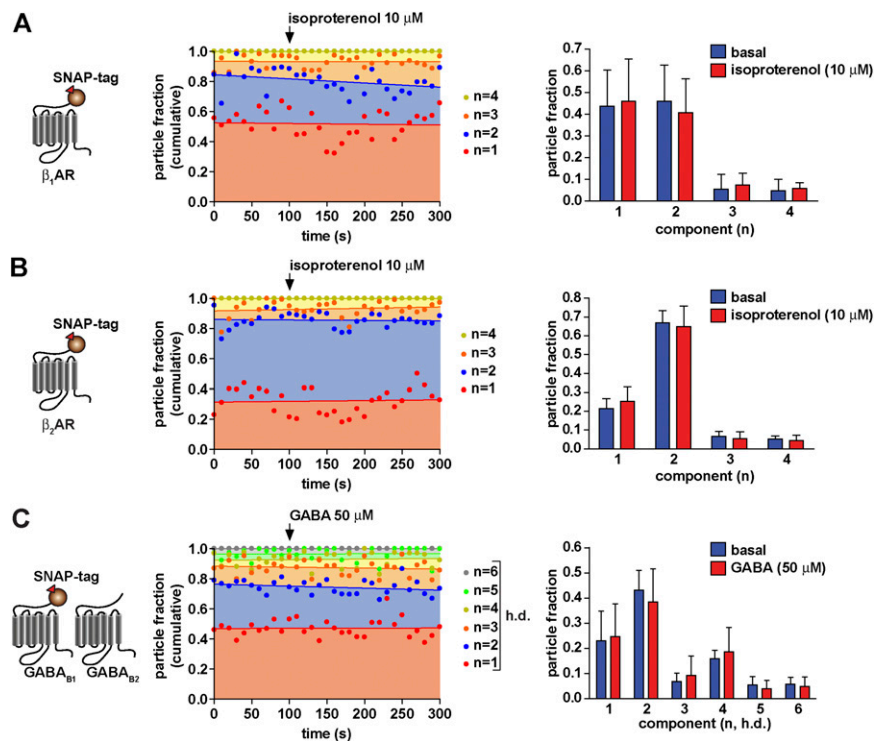 A
SNAP-tag
β1AR
isoproterenol 10 μM
particle fraction
(cumulative)
1.0
0.8
0.6
0.4
0.2
0.0
0 50 100 150 200 250 300
time (s)
n=4
n=3
n=2
n=1
particle fraction
0.7
0.6
0.5
0.4
0.3
0.2
0.1
0.0
basal
isoproterenol (10 μM)
1 2 3 4
component (n)
B
SNAP-tag
β2AR
isoproterenol 10 μM
particle fraction
(cumulative)
1.0
0.8
0.6
0.4
0.2
0.0
0 50 100 150 200 250 300
time (s)
n=4
n=3
n=2
n=1
particle fraction
0.8
0.7
0.6
0.5
0.4
0.3
0.2
0.1
0.0
basal
isoproterenol (10 μM)
1 2 3 4
component (n)
C
SNAP-tag
GABAB1 GABAB2
GABA 50 μM
particle fraction
(cumulative)
1.0
0.8
0.6
0.4
0.2
0.0
0 50 100 150 200 250 300
time (s)
n=6
n=5
n=4
n=3
n=2
n=1
h.d.
particle fraction
0.6
0.5
0.4
0.3
0.2
0.1
0.0
basal
GABA (50 μM)
1 2 3 4 5 6
component (n, h.d.)